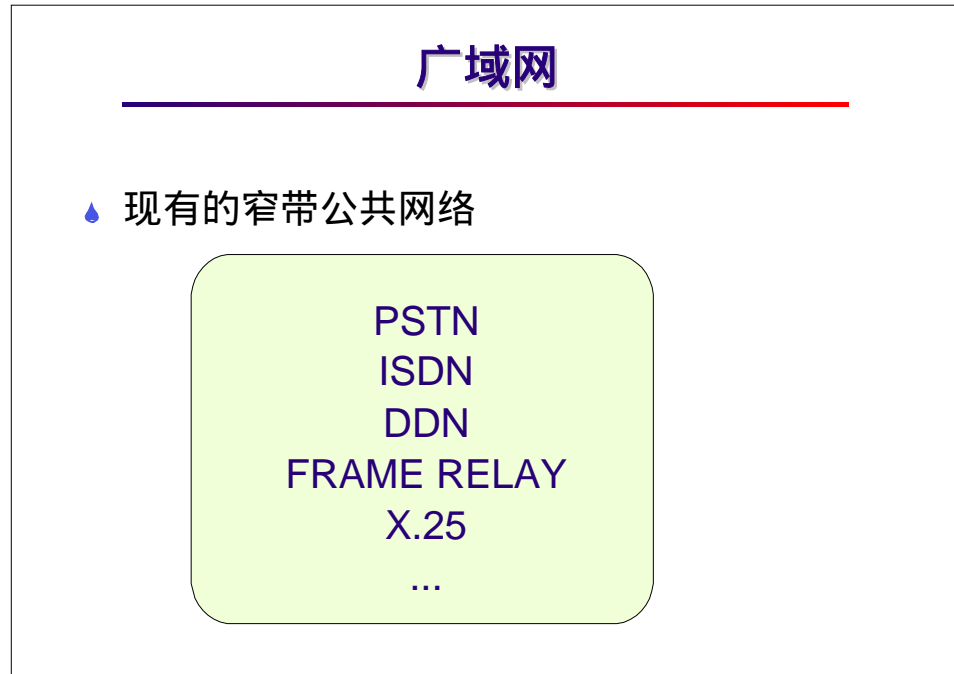 广域网
现有的窄带公共网络
PSTN
ISDN
DDN
FRAME RELAY
X.25
...